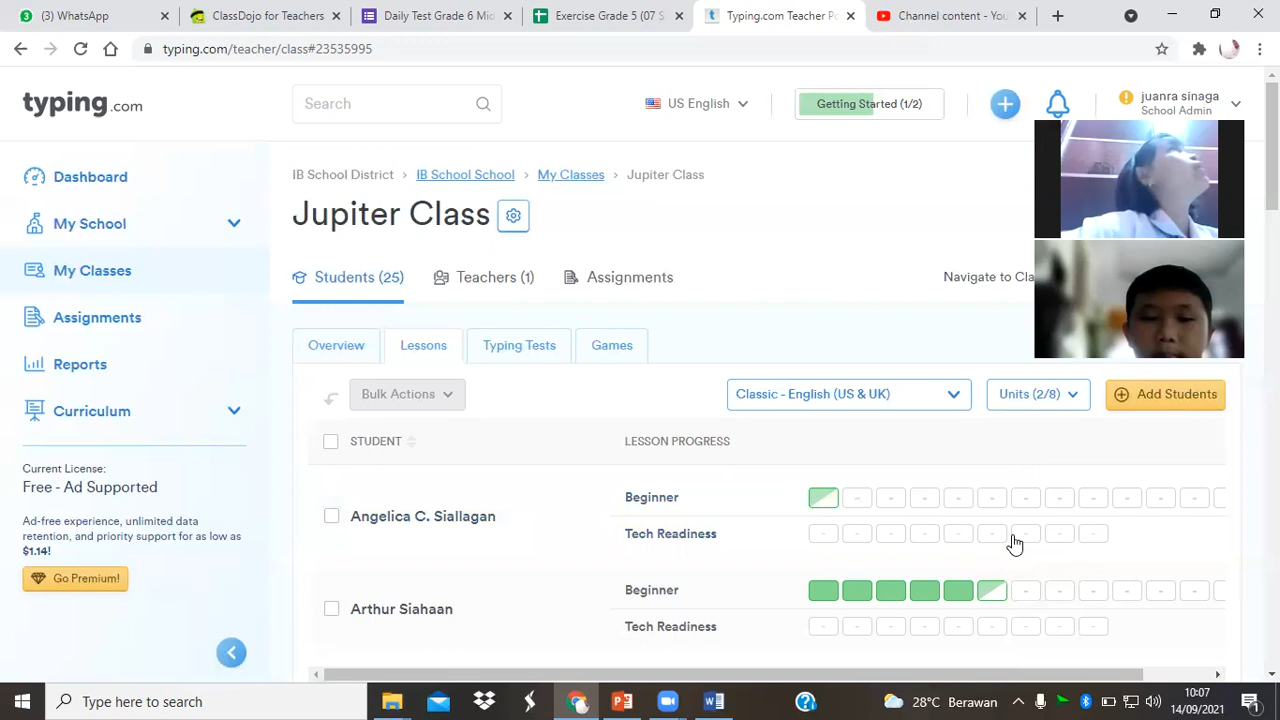 (3) WhatsApp
ClassDojo for Teachers
Daily Test Grade 6 Mic
Exercise Grade 5 (07 S
Typing.com Teacher Po
Channel content - You
typing.com/teacher/class#23535995
typing.com
Search
US English
Getting Started (1/2)
juanra sinaga
School Admin
Dashboard
My School
My Classes
Assignments
Reports
Curriculum
Current License:
Free - Ad Supported
Ad-free experience, unlimited data
retention, and priority support for as low as
$1.14!
Go Premium!
IB School District › IB School School › My Classes › Jupiter Class
Jupiter Class
Students (25)
Teachers (1)
Assignments
Navigate to Cla
Overview
Lessons
Typing Tests
Games
Bulk Actions
Classic - English (US & UK)
Units (2/8)
Add Students
STUDENT
LESSON PROGRESS
Angelica C. Siallagan
Beginner
Tech Readiness
Arthur Siahaan
Beginner
Tech Readiness
Type here to search
28°C Berawan
10:07
14/09/2021